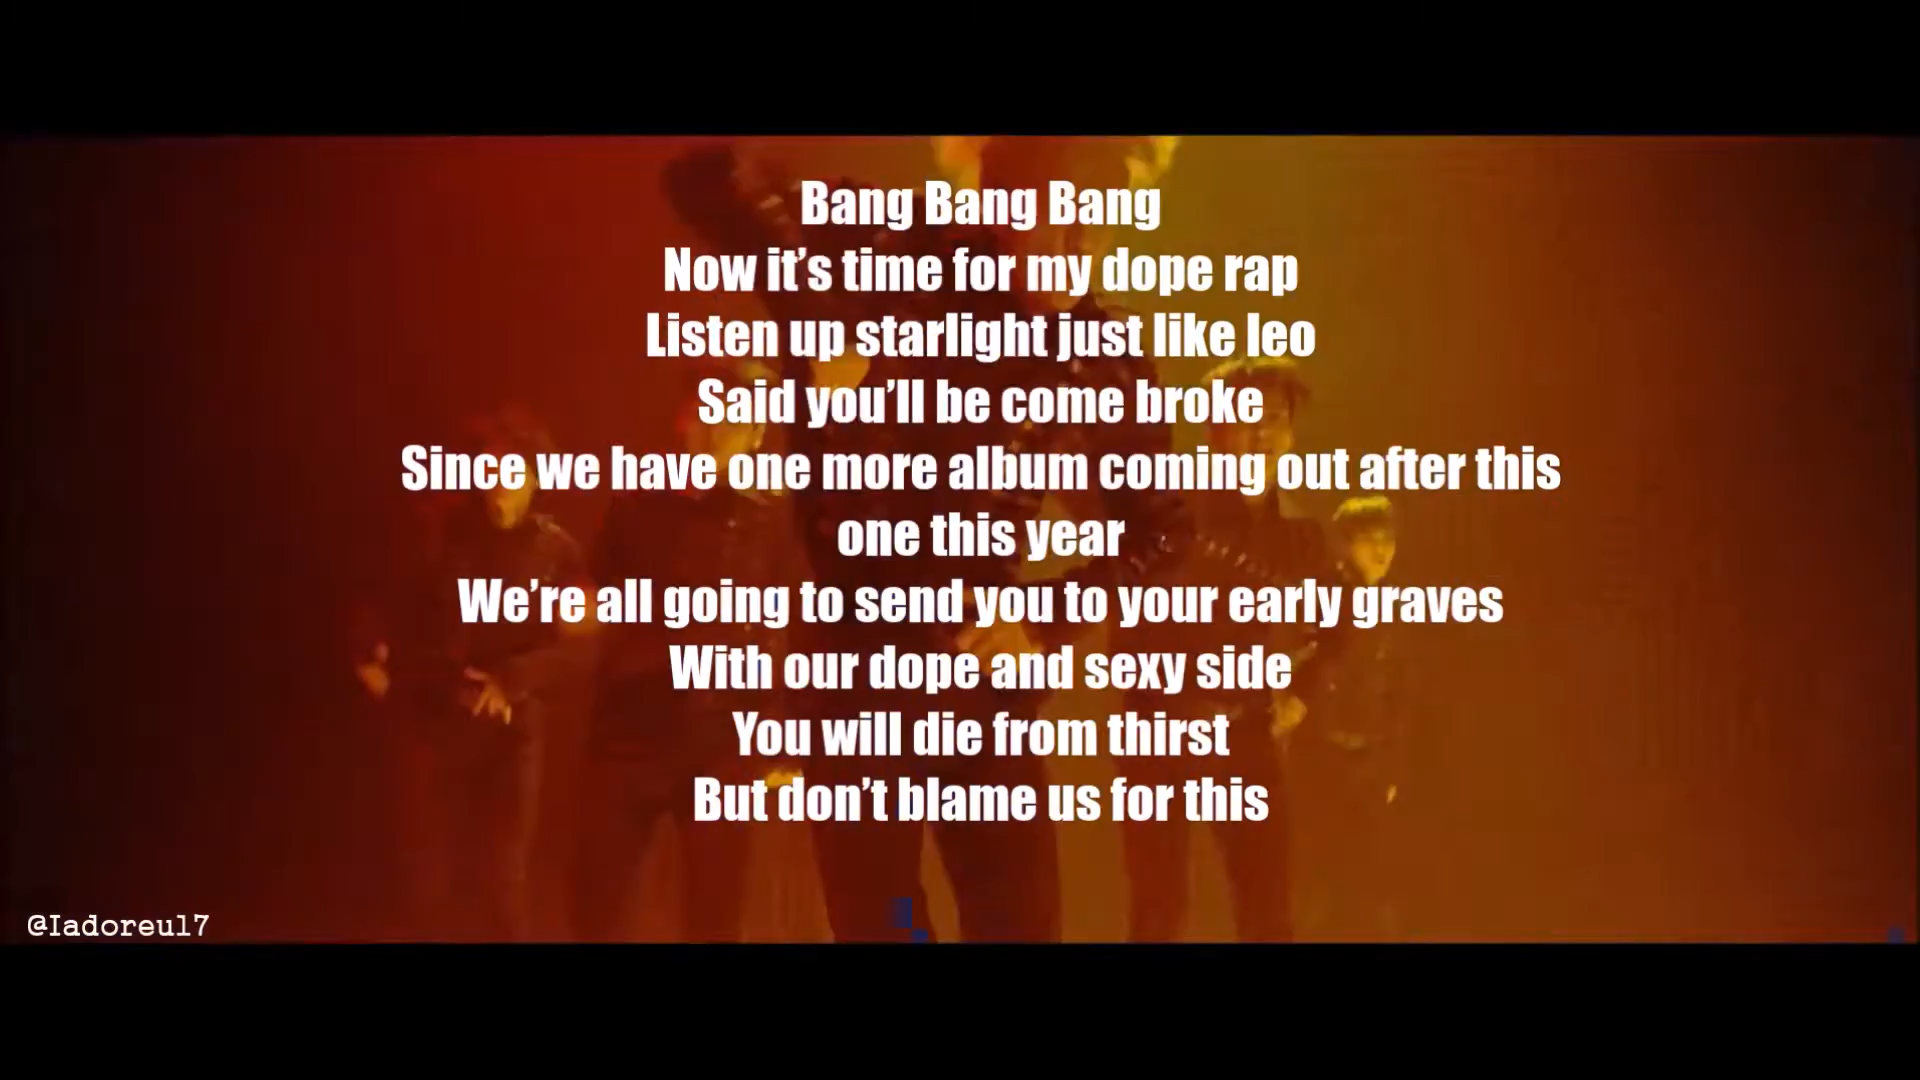 Bang Bang Bang
Now it's time for my dope rap
Listen up starlight just like leo
Said you'll be come broke
Since we have one more album coming out after this
one this year
We're all going to send you to your early graves
With our dope and sexy side
You will die from thirst
But don't blame us for this
@Iadoreu17